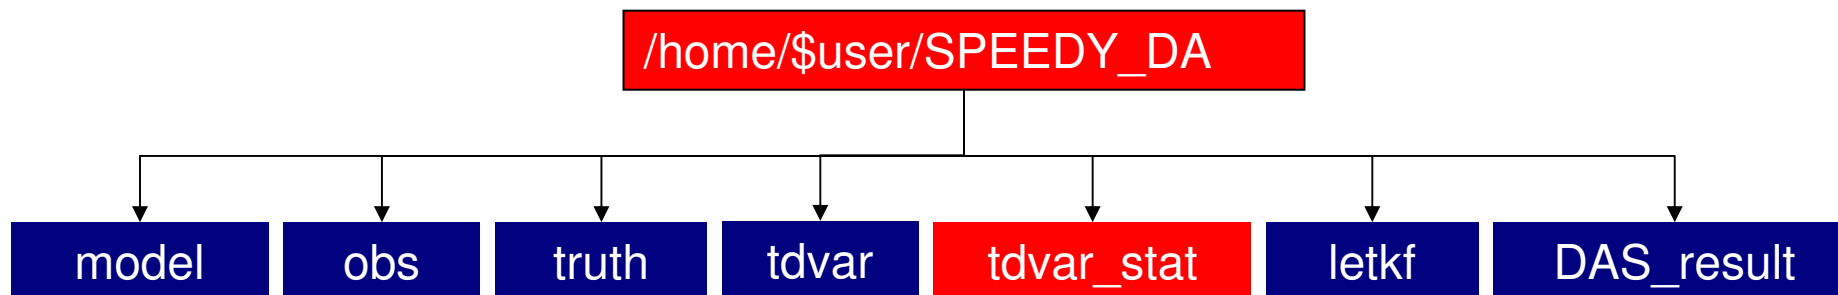 /home/$user/SPEEDY_DA
model
obs
truth
tdvar
tdvar_stat
letkf
DAS_result